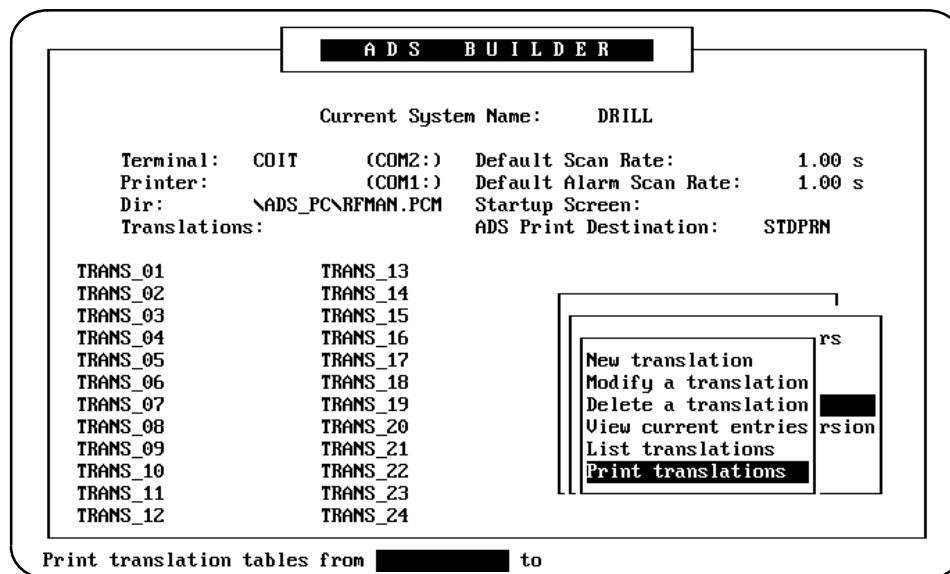 ADS BUILDER
Current System Name: DRILL
Terminal: COIT (COM2:) Default Scan Rate: 1.00 s
Printer: (COM1:) Default Alarm Scan Rate: 1.00 s
Dir: \ADS_PC\RFMAN.PCM Startup Screen:
Translations: ADS Print Destination: STDPRN
TRANS_01 TRANS_13
TRANS_02 TRANS_14
TRANS_03 TRANS_15
TRANS_04 TRANS_16 rs
TRANS_05 TRANS_17 New translation
TRANS_06 TRANS_18 Modify a translation
TRANS_07 TRANS_19 Delete a translation
TRANS_08 TRANS_20 View current entries rsion
TRANS_09 TRANS_21 List translations
TRANS_10 TRANS_22 Print translations
TRANS_11 TRANS_23
TRANS_12 TRANS_24
Print translation tables from to